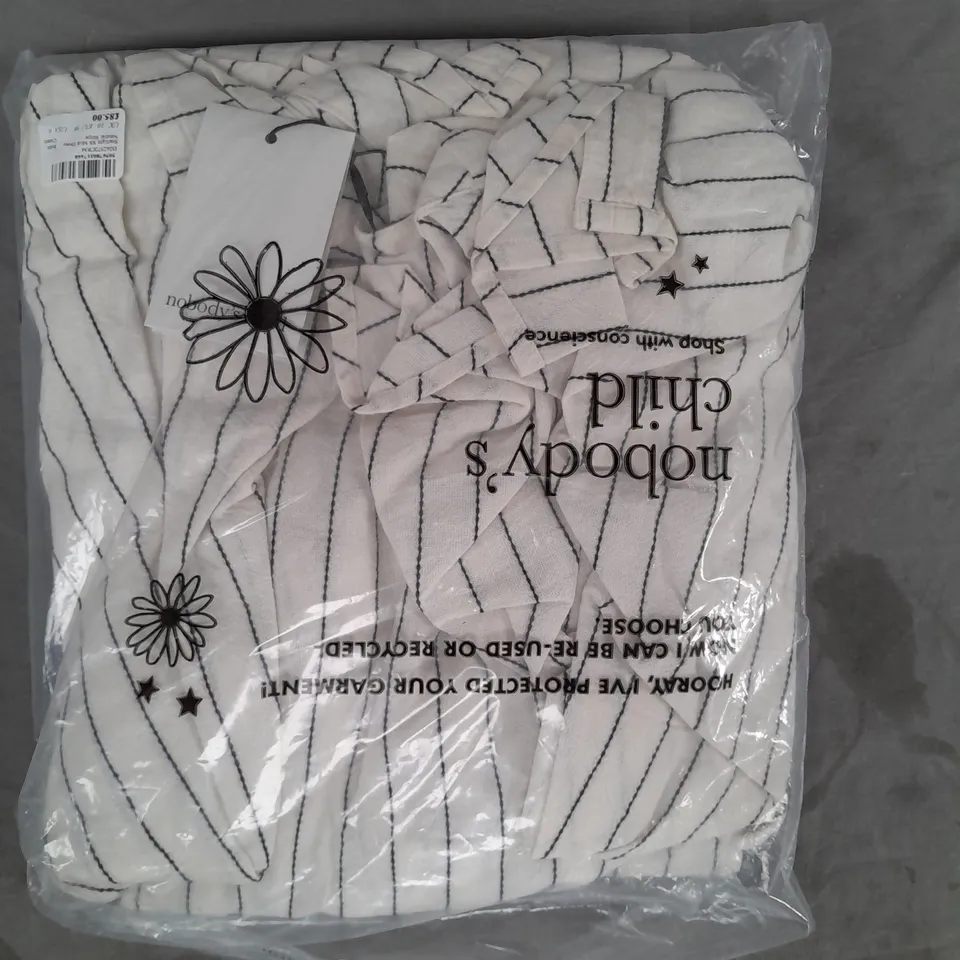 HOORAY, I'VE PROTECTED YOUR GARMENT!
NOW I CAN BE RE-USED OR RECYCLED-
YOU CHOOSE.
nobody's
child
Shop with conscience
nobody's
£85.00